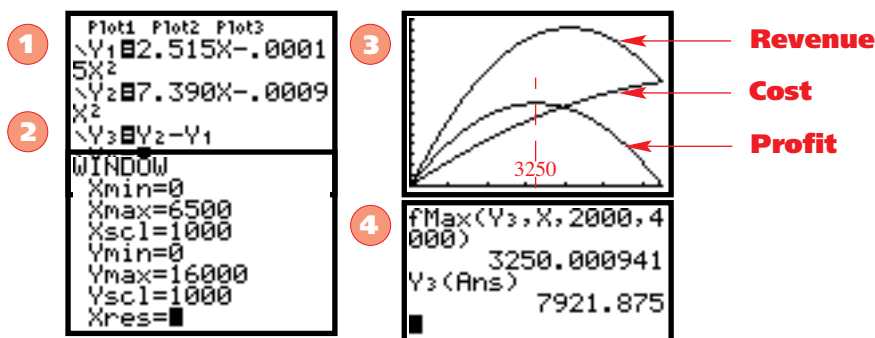 1
Plot1 Plot2 Plot3
\Y1=2.515X-.0001
5X²
\Y2=7.390X-.0009
X²
2
\Y3=Y2-Y1
WINDOW
Xmin=0
Xmax=6500
Xscl=1000
Ymin=0
Ymax=16000
Yscl=1000
Xres=
3
Revenue
Cost
Profit
3250
4
fMax(Y3,X,2000,4
000)
3250.000941
Y3(Ans)
7921.875